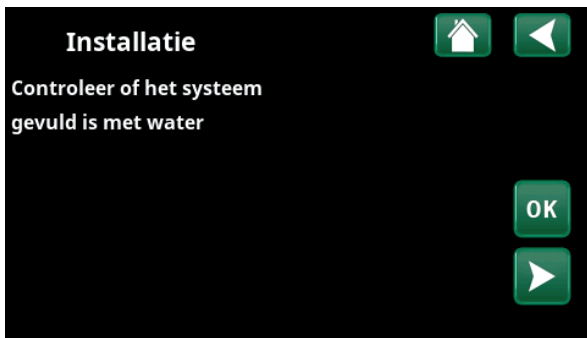 Installatie
Controleer of het systeem
gevuld is met water
OK